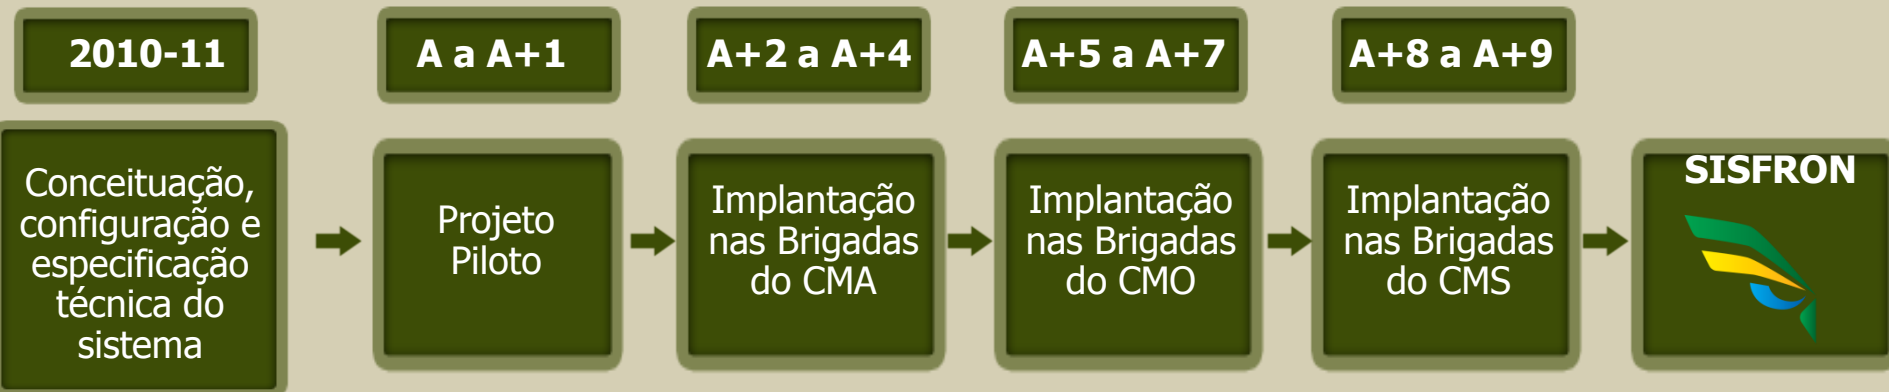 2010-11
A a A+1
A+2 a A+4
A+5 a A+7
A+8 a A+9
Conceituação,
configuração e
especificação
técnica do
sistema
Projeto
Piloto
Implantação
nas Brigadas
do CMA
Implantação
nas Brigadas
do CMO
Implantação
nas Brigadas
do CMS
SISFRON